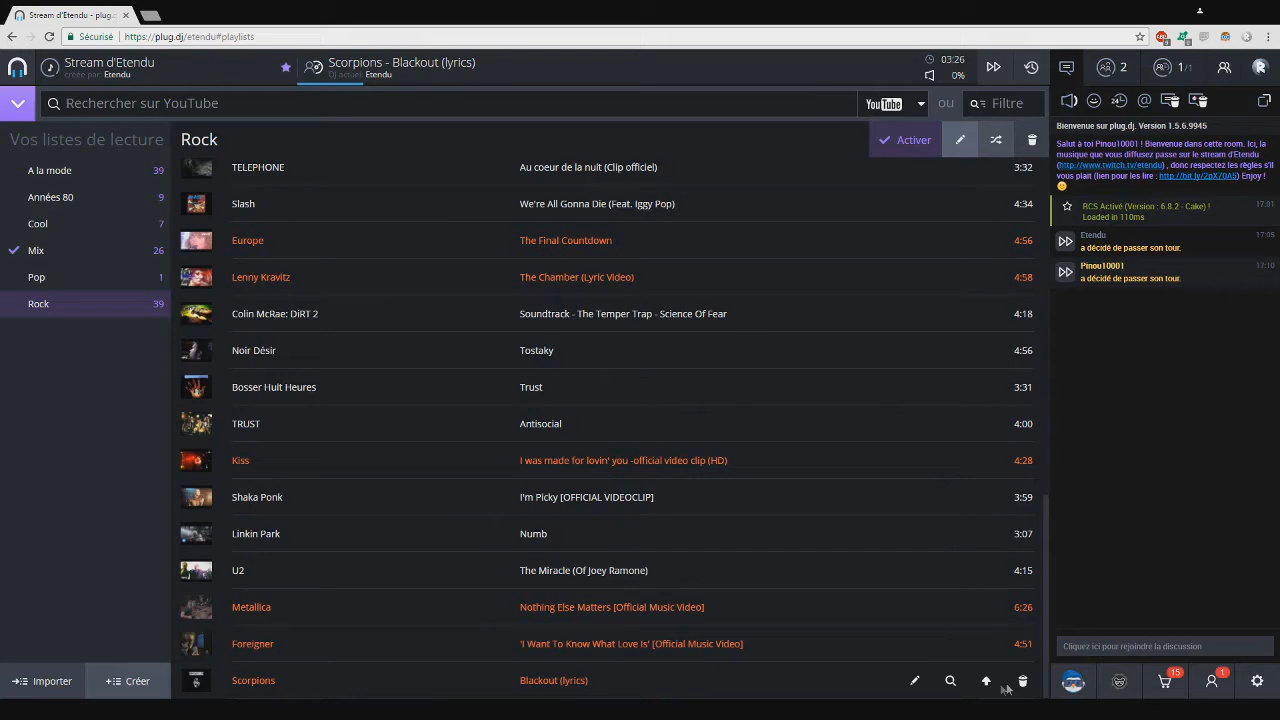 Stream d'Etendu - plug.
Sécurisé https://plug.dj/etendu#playlists
Stream d'Etendu
créée par: Etendu
Scorpions - Blackout (lyrics)
DJ actuel: Etendu
03:26
0%
2
1/1
Rechercher sur YouTube
YouTube
OU
Filtre
Vos listes de lecture
A la mode 39
Années 80 9
Cool 7
Mix 26
Pop 1
Rock 39
Importer
Créer
Rock
Activer
TELEPHONE Au coeur de la nuit (Clip officiel) 3:32
Slash We're All Gonna Die (Feat. Iggy Pop) 4:34
Europe The Final Countdown 4:56
Lenny Kravitz The Chamber (Lyric Video) 4:58
Colin McRae: DiRT 2 Soundtrack - The Temper Trap - Science Of Fear 4:18
Noir Désir Tostaky 4:56
Bosser Huit Heures Trust 3:31
TRUST Antisocial 4:00
Kiss I was made for lovin' you -official video clip (HD) 4:28
Shaka Ponk I'm Picky [OFFICIAL VIDEOCLIP] 3:59
Linkin Park Numb 3:07
U2 The Miracle (Of Joey Ramone) 4:15
Metallica Nothing Else Matters [Official Music Video] 6:26
Foreigner 'I Want To Know What Love Is' [Official Music Video] 4:51
Scorpions Blackout (lyrics)
Bienvenue sur plug.dj. Version 1.5.6.9945
Salut à toi Pinou10001 ! Bienvenue dans cette room. Ici, la
musique que vous diffusez passe sur le stream d'Etendu
(http://www.twitch.tv/etendu) , donc respectez les règles s'il
vous plait (lien pour les lire : http://bit.ly/2pX70A5) Enjoy !
RCS Activé (Version : 6.8.2 - Cake) ! 17:01
Loaded in 110ms
Etendu 17:05
a décidé de passer son tour.
Pinou10001 17:10
a décidé de passer son tour.
Cliquez ici pour rejoindre la discussion
15
1